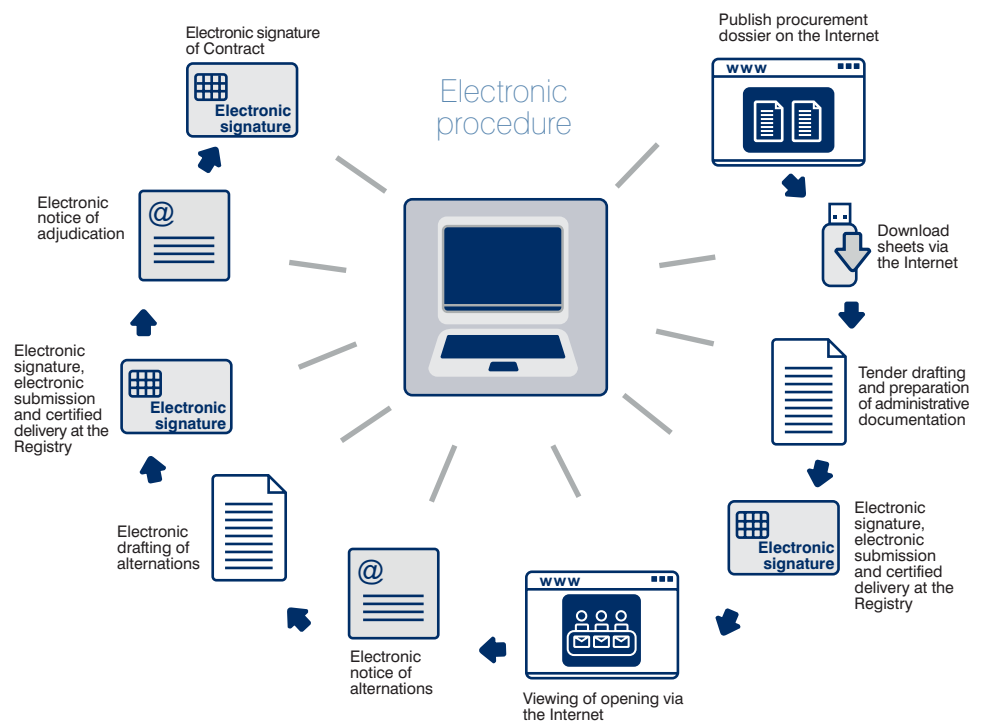 Electronic
procedure
Publish procurement
dossier on the Internet
www
Download
sheets via
the Internet
Tender drafting
and preparation
of administrative
documentation
Electronic
signature
Electronic
signature,
electronic
submission
and certified
delivery at the
Registry
www
Viewing of opening via
the Internet
@
Electronic
notice of
alternations
Electronic
drafting of
alternations
Electronic
signature,
electronic
submission
and certified
delivery at the
Registry
Electronic
signature
Electronic
notice of
adjudication
@
Electronic signature
of Contract
Electronic
signature